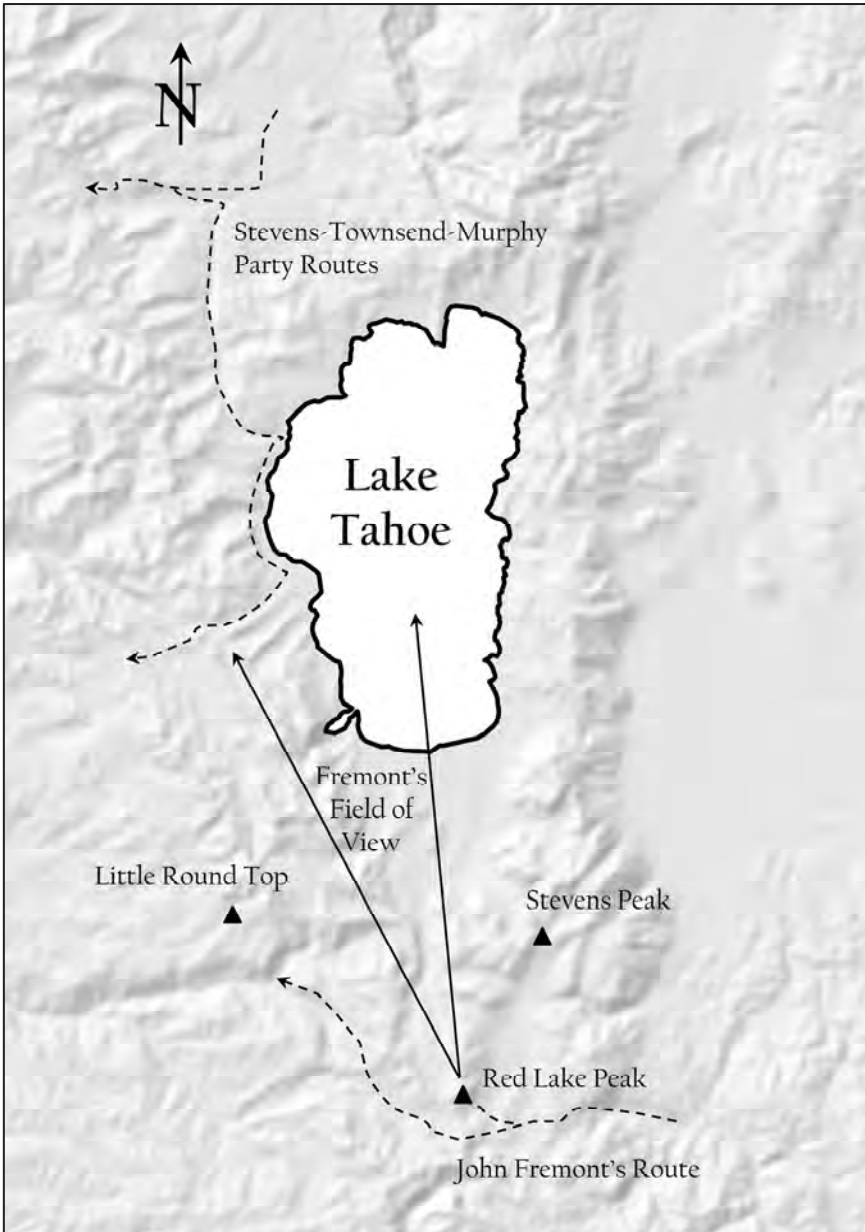 N
Stevens-Townsend-Murphy
Party Routes
Lake
Tahoe
Fremont's
Field of
View
Little Round Top
Stevens Peak
Red Lake Peak
John Fremont's Route